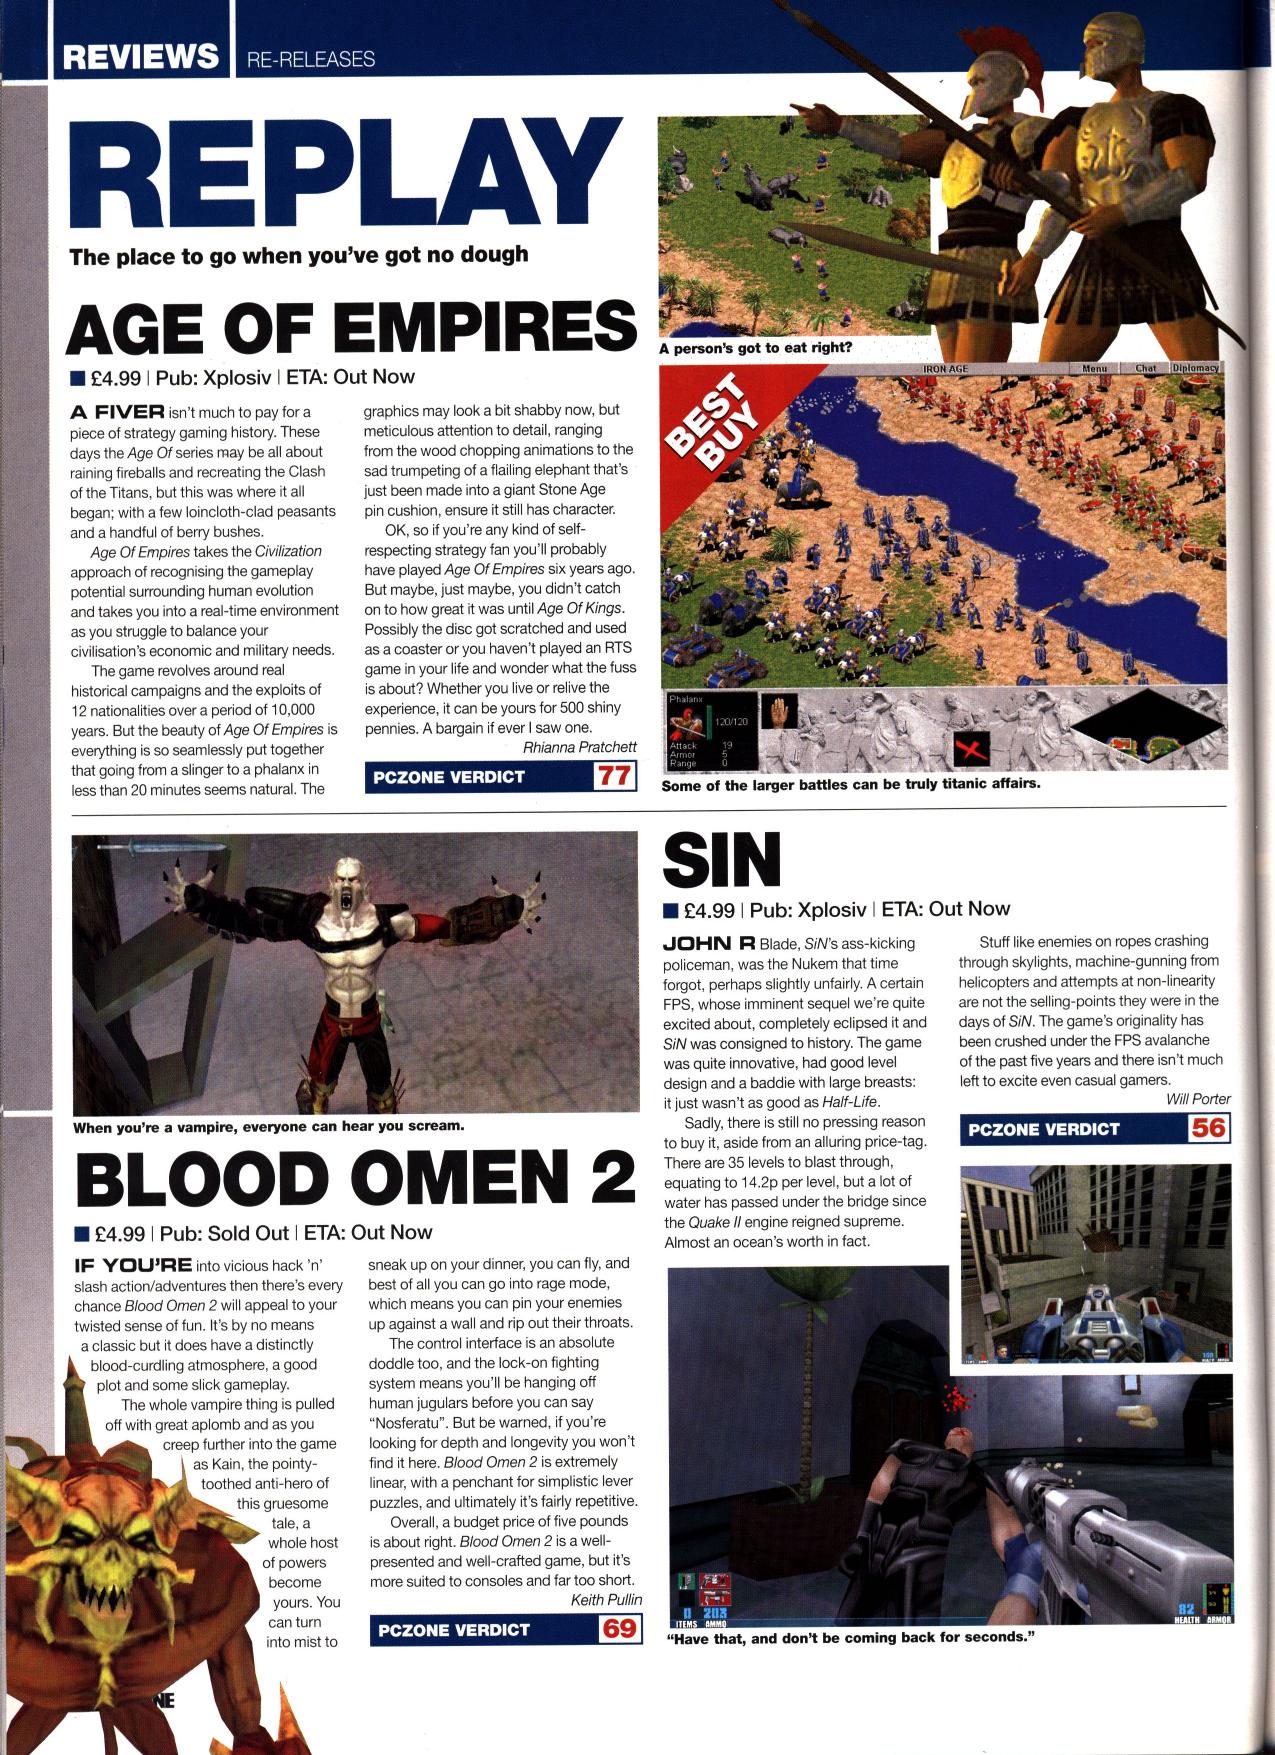 REVIEWS
RE-RELEASES
REPLAY
The place to go when you've got no dough
AGE OF EMPIRES
£4.99 | Pub: Xplosiv | ETA: Out Now
A FIVER isn't much to pay for a
piece of strategy gaming history. These
days the Age Of series may be all about
raining fireballs and recreating the Clash
of the Titans, but this was where it all
began; with a few loincloth-clad peasants
and a handful of berry bushes.
Age Of Empires takes the Civilization
approach of recognising the gameplay
potential surrounding human evolution
and takes you into a real-time environment
as you struggle to balance your
civilisation's economic and military needs.
The game revolves around real
historical campaigns and the exploits of
12 nationalities over a period of 10,000
years. But the beauty of Age Of Empires is
everything is so seamlessly put together
that going from a slinger to a phalanx in
less than 20 minutes seems natural. The
graphics may look a bit shabby now, but
meticulous attention to detail, ranging
from the wood chopping animations to the
sad trumpeting of a flailing elephant that's
just been made into a giant Stone Age
pin cushion, ensure it still has character.
OK, so if you're any kind of self-
respecting strategy fan you'll probably
have played Age Of Empires six years ago.
But maybe, just maybe, you didn't catch
on to how great it was until Age Of Kings.
Possibly the disc got scratched and used
as a coaster or you haven't played an RTS
game in your life and wonder what the fuss
is about? Whether you live or relive the
experience, it can be yours for 500 shiny
pennies. A bargain if ever I saw one.
Rhianna Pratchett
PCZONE VERDICT 77
A person's got to eat right?
BEST
BUY
IRON AGE Menu Chat Diplomacy
Phalanx
120/120
Attack 19
Armor 5
Range 0
Some of the larger battles can be truly titanic affairs.
When you're a vampire, everyone can hear you scream.
BLOOD OMEN 2
£4.99 | Pub: Sold Out | ETA: Out Now
IF YOU'RE into vicious hack 'n'
slash action/adventures then there's every
chance Blood Omen 2 will appeal to your
twisted sense of fun. It's by no means
a classic but it does have a distinctly
blood-curdling atmosphere, a good
plot and some slick gameplay.
The whole vampire thing is pulled
off with great aplomb and as you
creep further into the game
as Kain, the pointy-
toothed anti-hero of
this gruesome
tale, a
whole host
of powers
become
yours. You
can turn
into mist to
sneak up on your dinner, you can fly, and
best of all you can go into rage mode,
which means you can pin your enemies
up against a wall and rip out their throats.
The control interface is an absolute
doddle too, and the lock-on fighting
system means you'll be hanging off
human jugulars before you can say
“Nosferatu”. But be warned, if you're
looking for depth and longevity you won't
find it here. Blood Omen 2 is extremely
linear, with a penchant for simplistic lever
puzzles, and ultimately it's fairly repetitive.
Overall, a budget price of five pounds
is about right. Blood Omen 2 is a well-
presented and well-crafted game, but it's
more suited to consoles and far too short.
Keith Pullin
PCZONE VERDICT 69
NE
SIN
£4.99 | Pub: Xplosiv | ETA: Out Now
JOHN R Blade, SiN's ass-kicking
policeman, was the Nukem that time
forgot, perhaps slightly unfairly. A certain
FPS, whose imminent sequel we're quite
excited about, completely eclipsed it and
SiN was consigned to history. The game
was quite innovative, had good level
design and a baddie with large breasts:
it just wasn't as good as Half-Life.
Sadly, there is still no pressing reason
to buy it, aside from an alluring price-tag.
There are 35 levels to blast through,
equating to 14.2p per level, but a lot of
water has passed under the bridge since
the Quake II engine reigned supreme.
Almost an ocean's worth in fact.
Stuff like enemies on ropes crashing
through skylights, machine-gunning from
helicopters and attempts at non-linearity
are not the selling-points they were in the
days of SiN. The game's originality has
been crushed under the FPS avalanche
of the past five years and there isn't much
left to excite even casual gamers.
Will Porter
PCZONE VERDICT 56
0 203
ITEMS AMMO
82
HEALTH ARMOR
“Have that, and don't be coming back for seconds.”